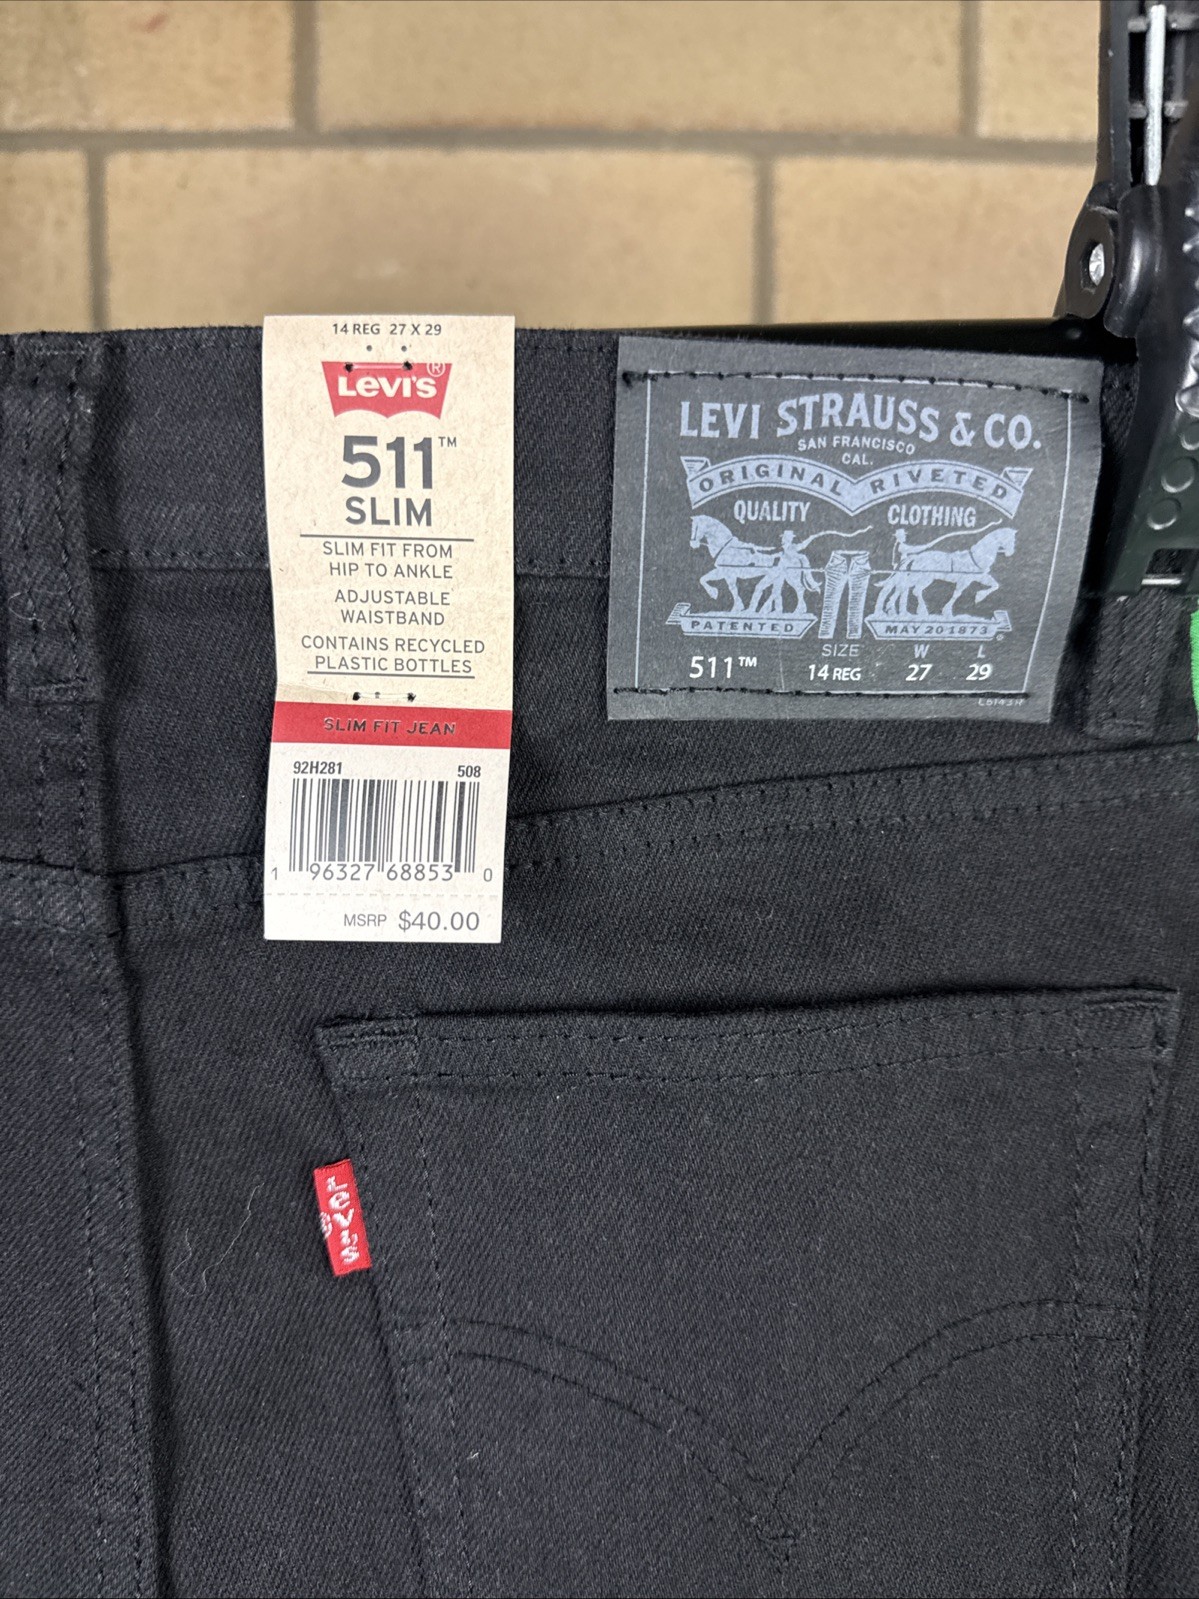 14 REG 27 X 29
Levi's®
511™
SLIM
SLIM FIT FROM
HIP TO ANKLE
ADJUSTABLE
WAISTBAND
CONTAINS RECYCLED
PLASTIC BOTTLES
SLIM FIT JEAN
92H281 508
1 96327 68853 0
MSRP $40.00
LEVI STRAUSS & CO.
SAN FRANCISCO
CAL.
ORIGINAL RIVETED
QUALITY CLOTHING
PATENTED MAY 20 1873
SIZE W L
511™ 14 REG 27 29
Levi's
®